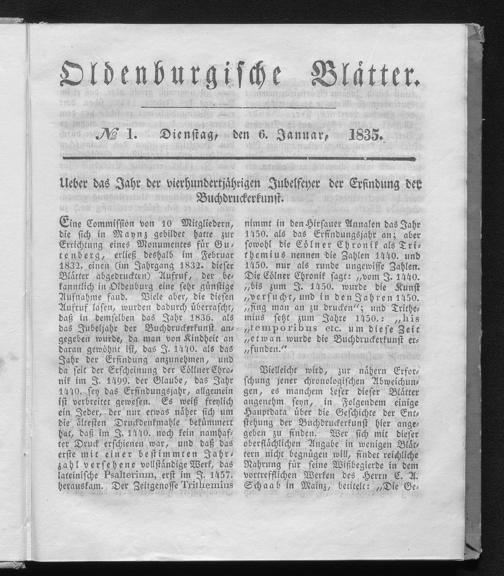 Oldenburgische Blätter.
№ 1. Dienstag, den 6. Januar, 1835.
Ueber das Jahr der vierhundertjährigen Jubelfeyer der Erfindung der
Buchdruckerkunst.
Eine Commission von 10 Mitgliedern,
die sich in Maynz gebildet hatte zur
Errichtung eines Monumentes für Gu-
tenberg, erließ deshalb im Februar
1832. einen (im Jahrgang 1832. dieser
Blätter abgedruckten) Aufruf, der be-
kanntlich in Oldenburg eine sehr günstige
Aufnahme fand. Viele aber, die diesen
Aufruf lasen, wurden dadurch überrascht,
daß in demselben das Jahr 1836. als
das Jubeljahr der Buchdruckerkunst an-
gegeben wurde, da man von Kindheit an
daran gewöhnt ist, das J. 1440. als das
Jahr der Erfindung anzunehmen, und
da seit der Erscheinung der Cöllner Chro-
nik im J. 1499. der Glaube, das Jahr
1440. sey das Erfindungsjahr, allgemein
ist verbreitet gewesen. Es weiß freylich
ein Jeder, der nur etwas näher sich um
die ältesten Druckdenkmale bekümmert
hat, daß im J. 1440. noch kein namhaf-
ter Druck erschienen war, und daß das
erste mit einer bestimmten Jahr-
zahl versehene vollständige Werk, das
lateinische Psalterium, erst im J. 1457.
herauskam. Der Zeitgenosse Trithemius
nimmt in den Hirsauer Annalen das Jahr
1450. als das Erfindungsjahr an; aber
sowohl die Cöllner Chronik als Tri-
themius nennen die Zahlen 1440. und
1450. nur als runde ungewisse Zahlen.
Die Cölner Chronik sagt: „vom J. 1440.
„bis zum J. 1450. wurde die Kunst
„versucht, und in den Jahren 1450.
„fing man an zu drucken“; und Trithe-
mius setzt zum Jahre 1450.: „his
„temporibus etc. um diese Zeit
„etwan wurde die Buchdruckerkunst er-
„funden.“
Vielleicht wird, zur nähern Erfor-
schung jener chronologischen Abweichun-
gen, es manchem Leser dieser Blätter
angenehm seyn, in Folgendem einige
Hauptdata über die Geschichte der Ent-
stehung der Buchdruckerkunst hier ange-
geben zu finden. Wer sich mit dieser
oberflächlichen Angabe in wenigen Blät-
tern nicht begnügen will, findet reichliche
Nahrung für seine Wißbegierde in dem
vortrefflichen Werken des Herrn C. A.
Schaab in Mainz, betitelt: „Die Ge-